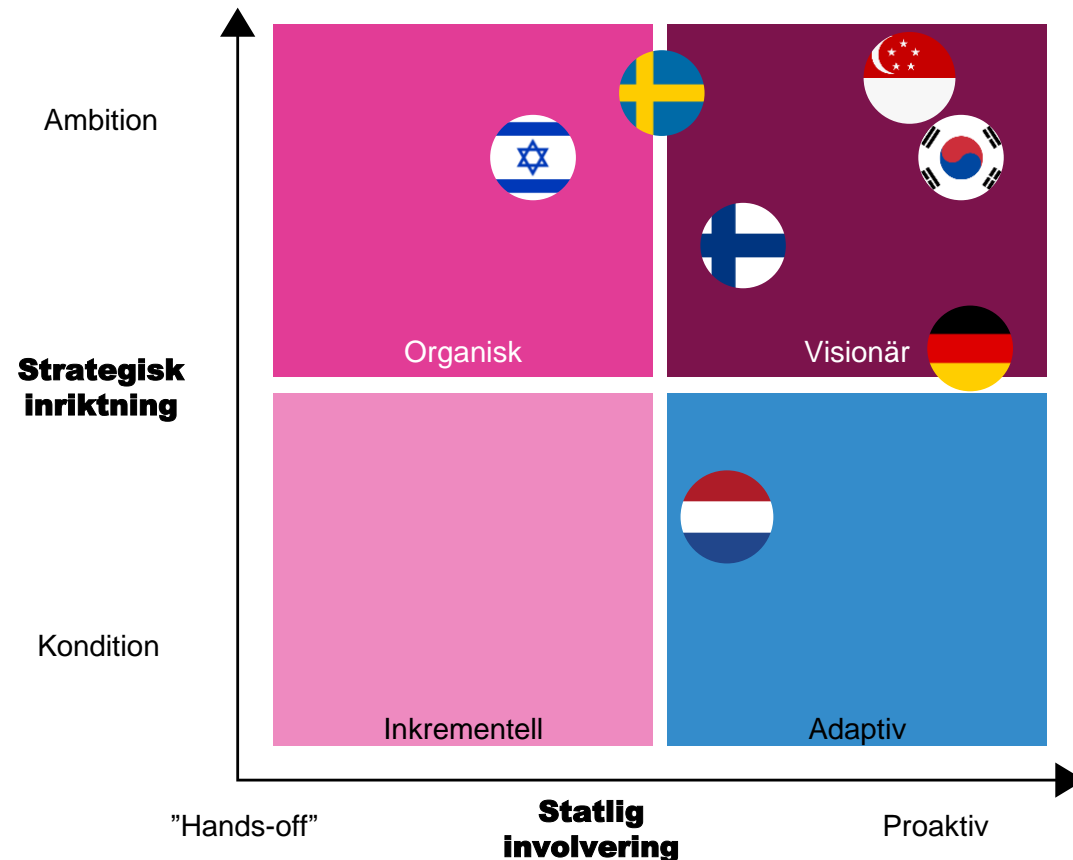 Ambition
Organisk
Visionär
Strategisk
inriktning
Kondition
Inkrementell
Adaptiv
”Hands-off”
Statlig
involvering
Proaktiv